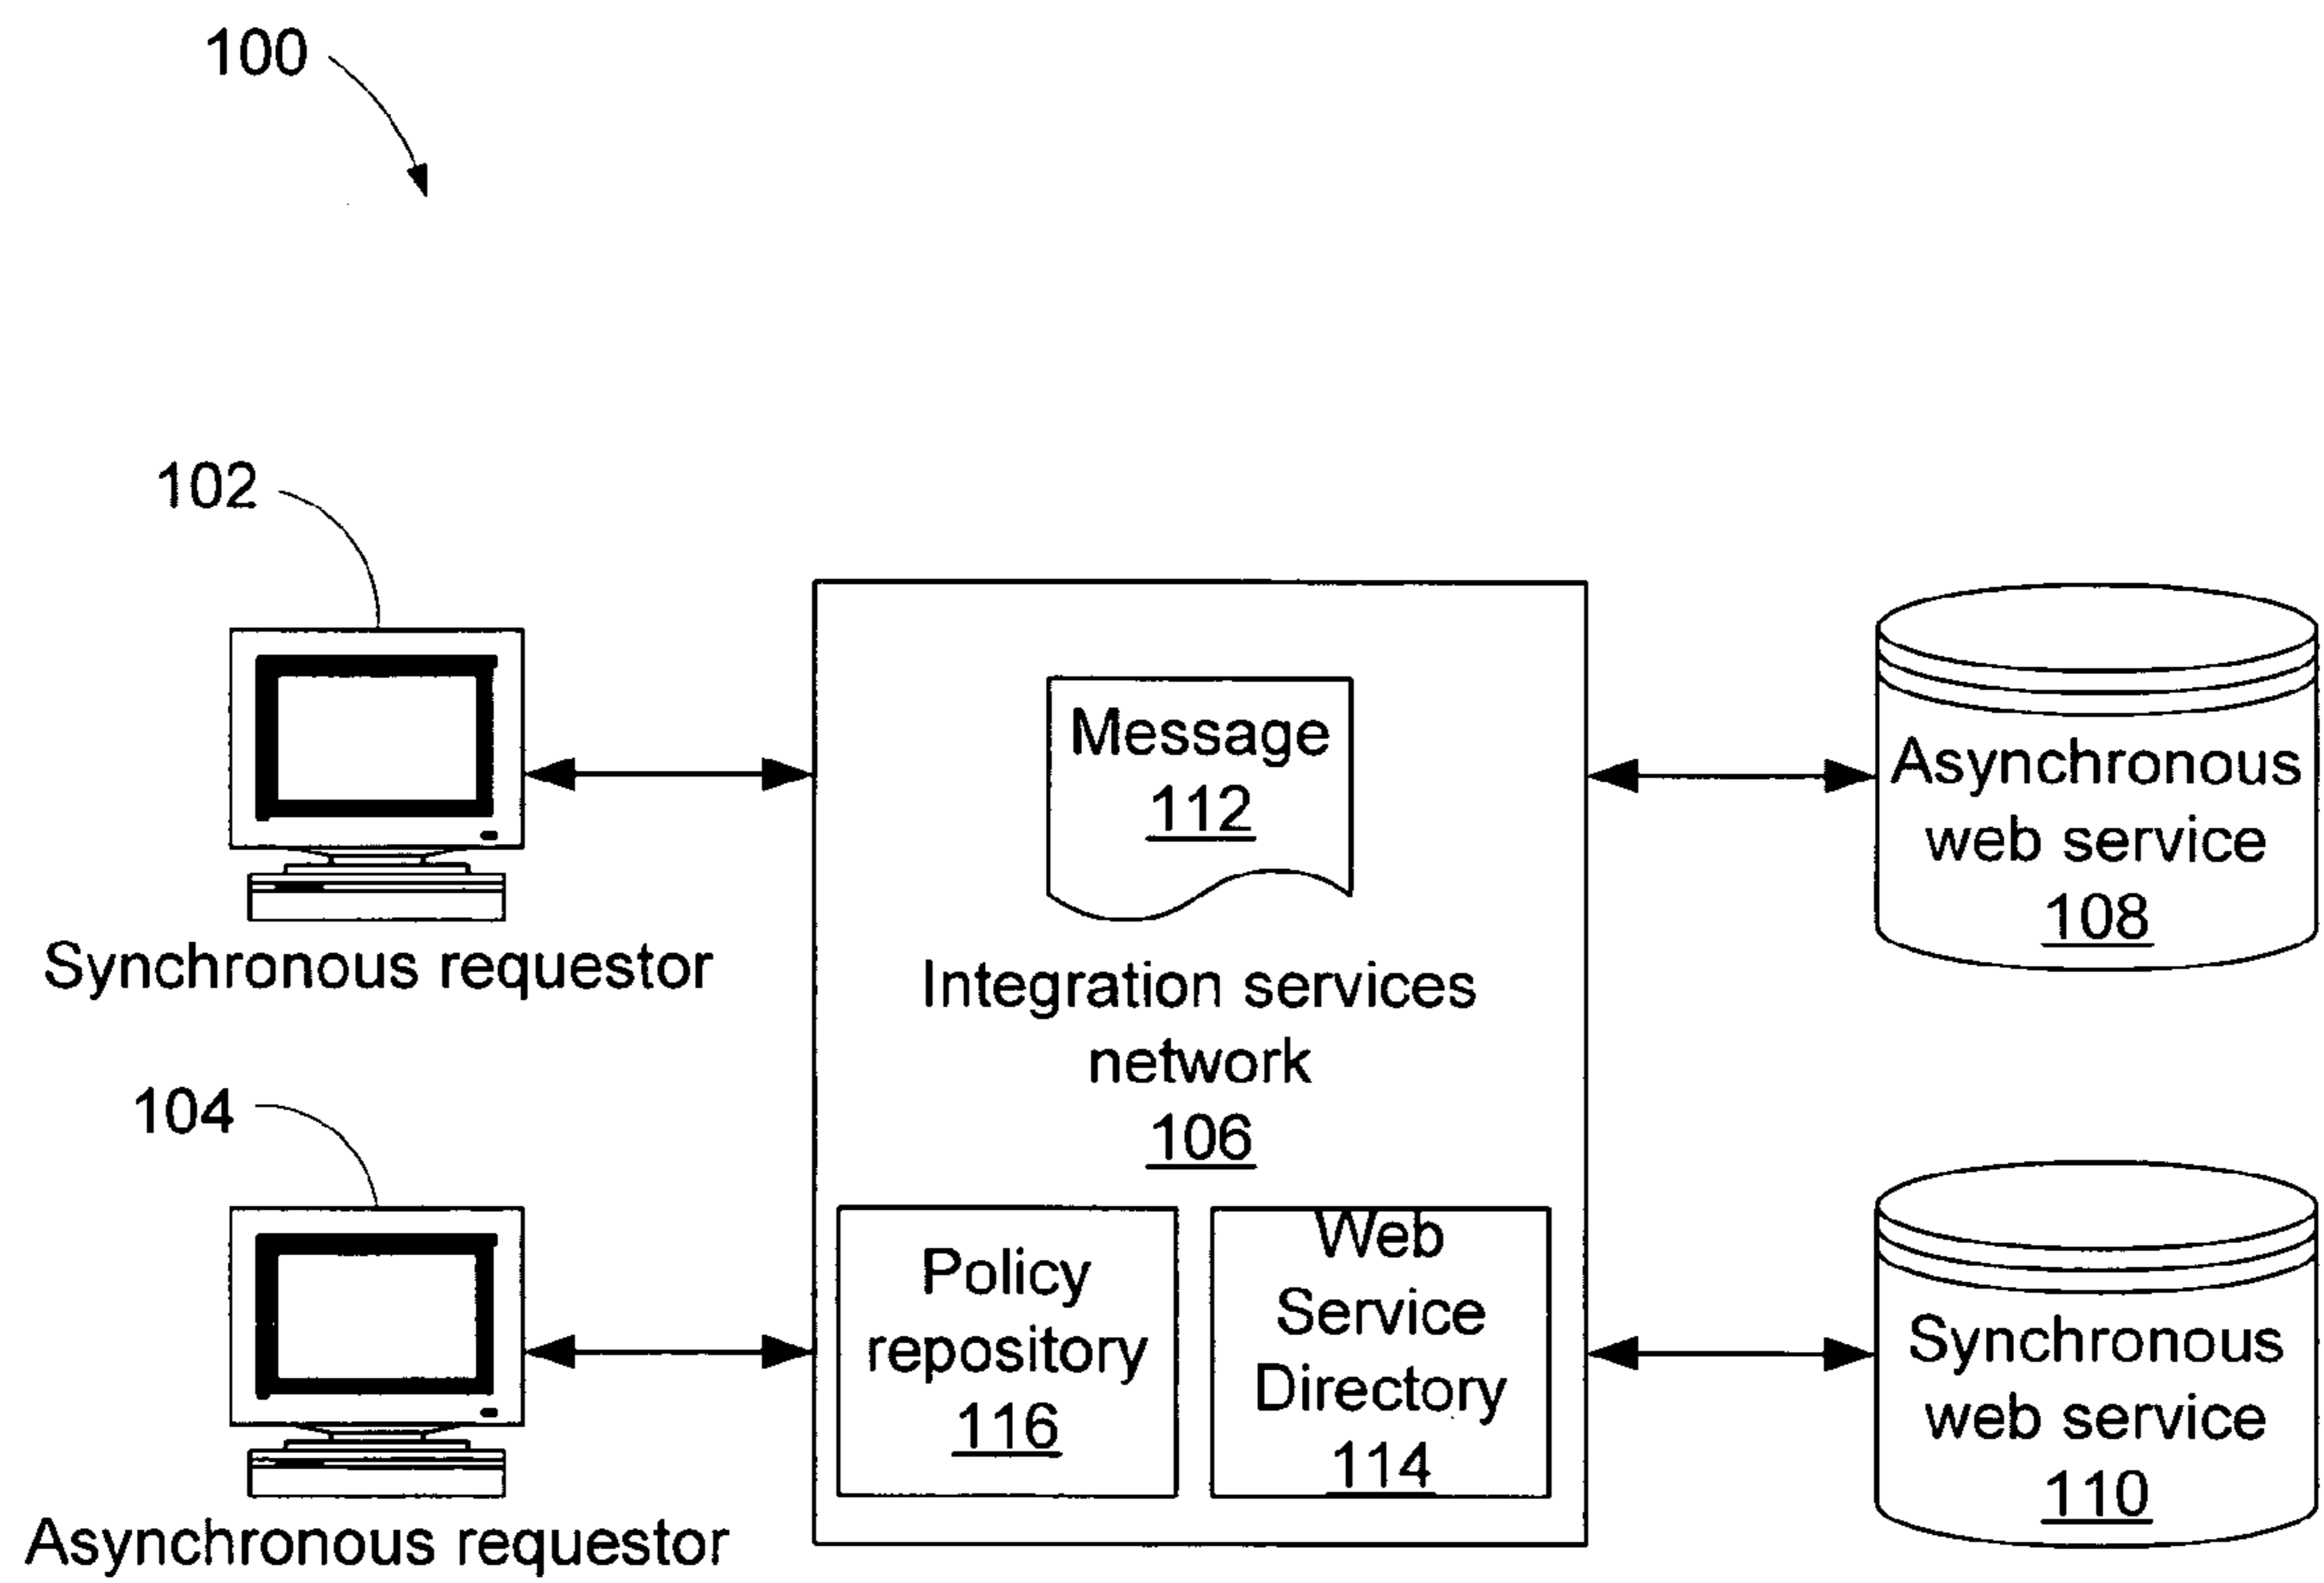 100
102
Synchronous requestor
104
Asynchronous requestor
Message
112
Integration services
network
106
Policy
repository
116
Web
Service
Directory
114
Asynchronous
web service
108
Synchronous
web service
110